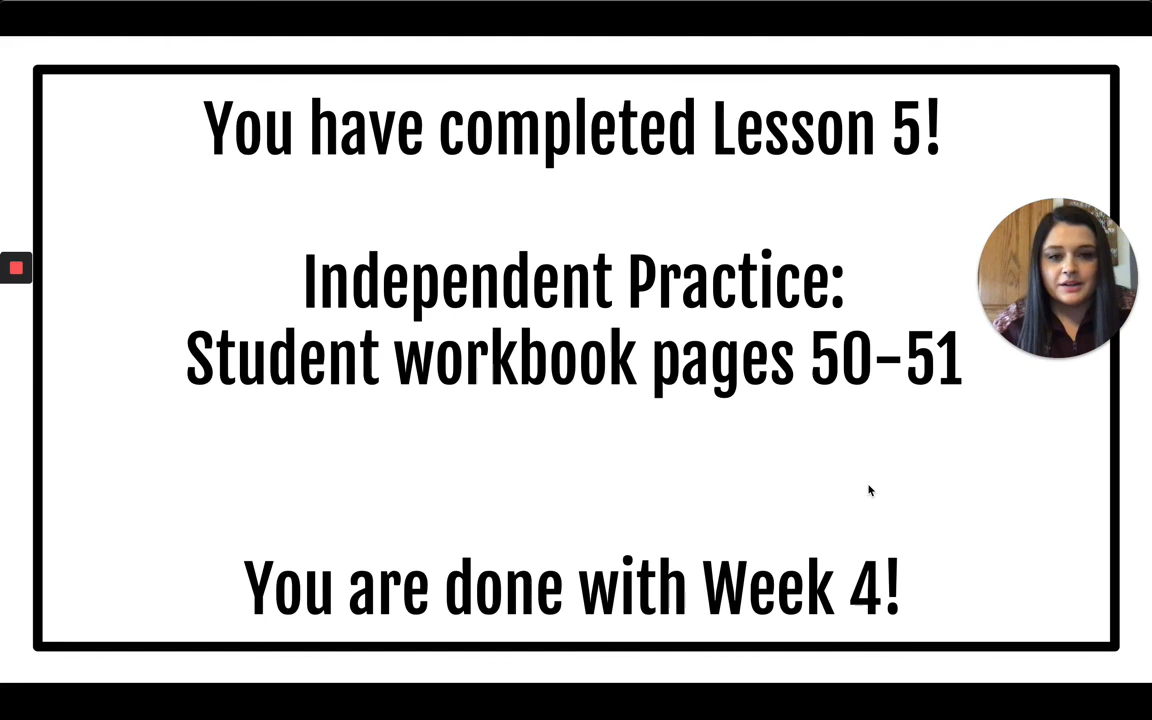 You have completed Lesson 5!
Independent Practice:
Student workbook pages 50-51
You are done with Week 4!